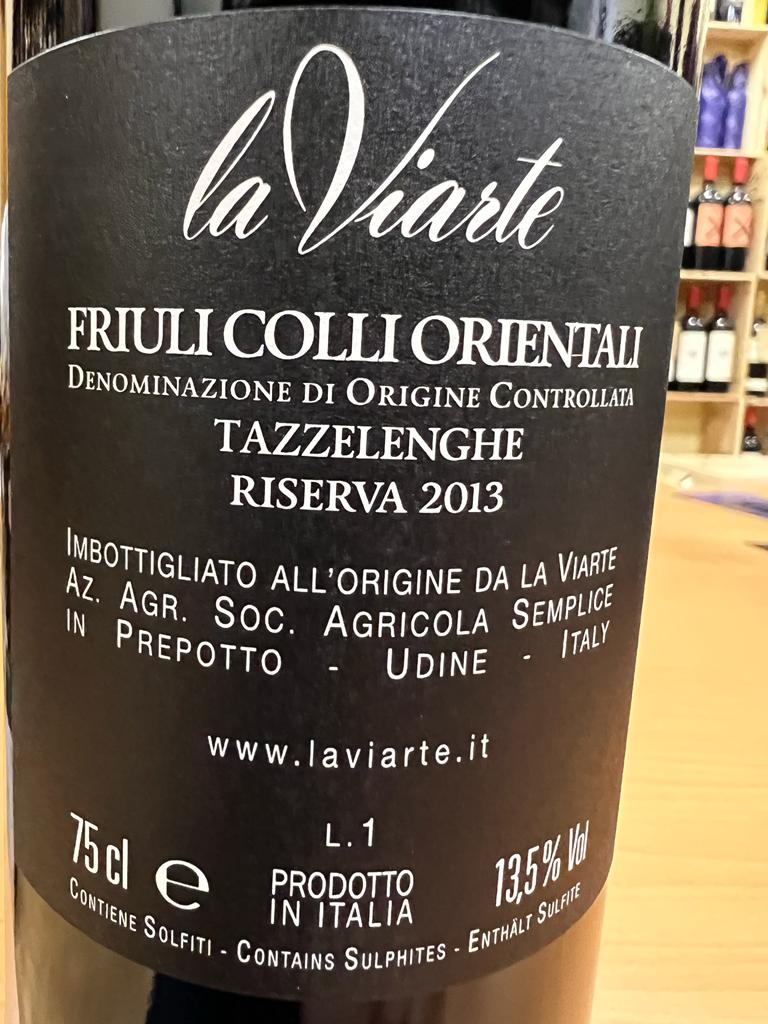 la Viarte
FRIULI COLLI ORIENTALI
DENOMINAZIONE DI ORIGINE CONTROLLATA
TAZZELENGHE
RISERVA 2013
IMBOTTIGLIATO ALL'ORIGINE DA LA VIARTE
AZ. AGR. SOC. AGRICOLA SEMPLICE
IN PREPOTTO - UDINE - ITALY
www.laviarte.it
L.1
75 cl e PRODOTTO 13,5% Vol
IN ITALIA
CONTIENE SOLFITI - CONTAINS SULPHITES - ENTHÄLT SULFITE